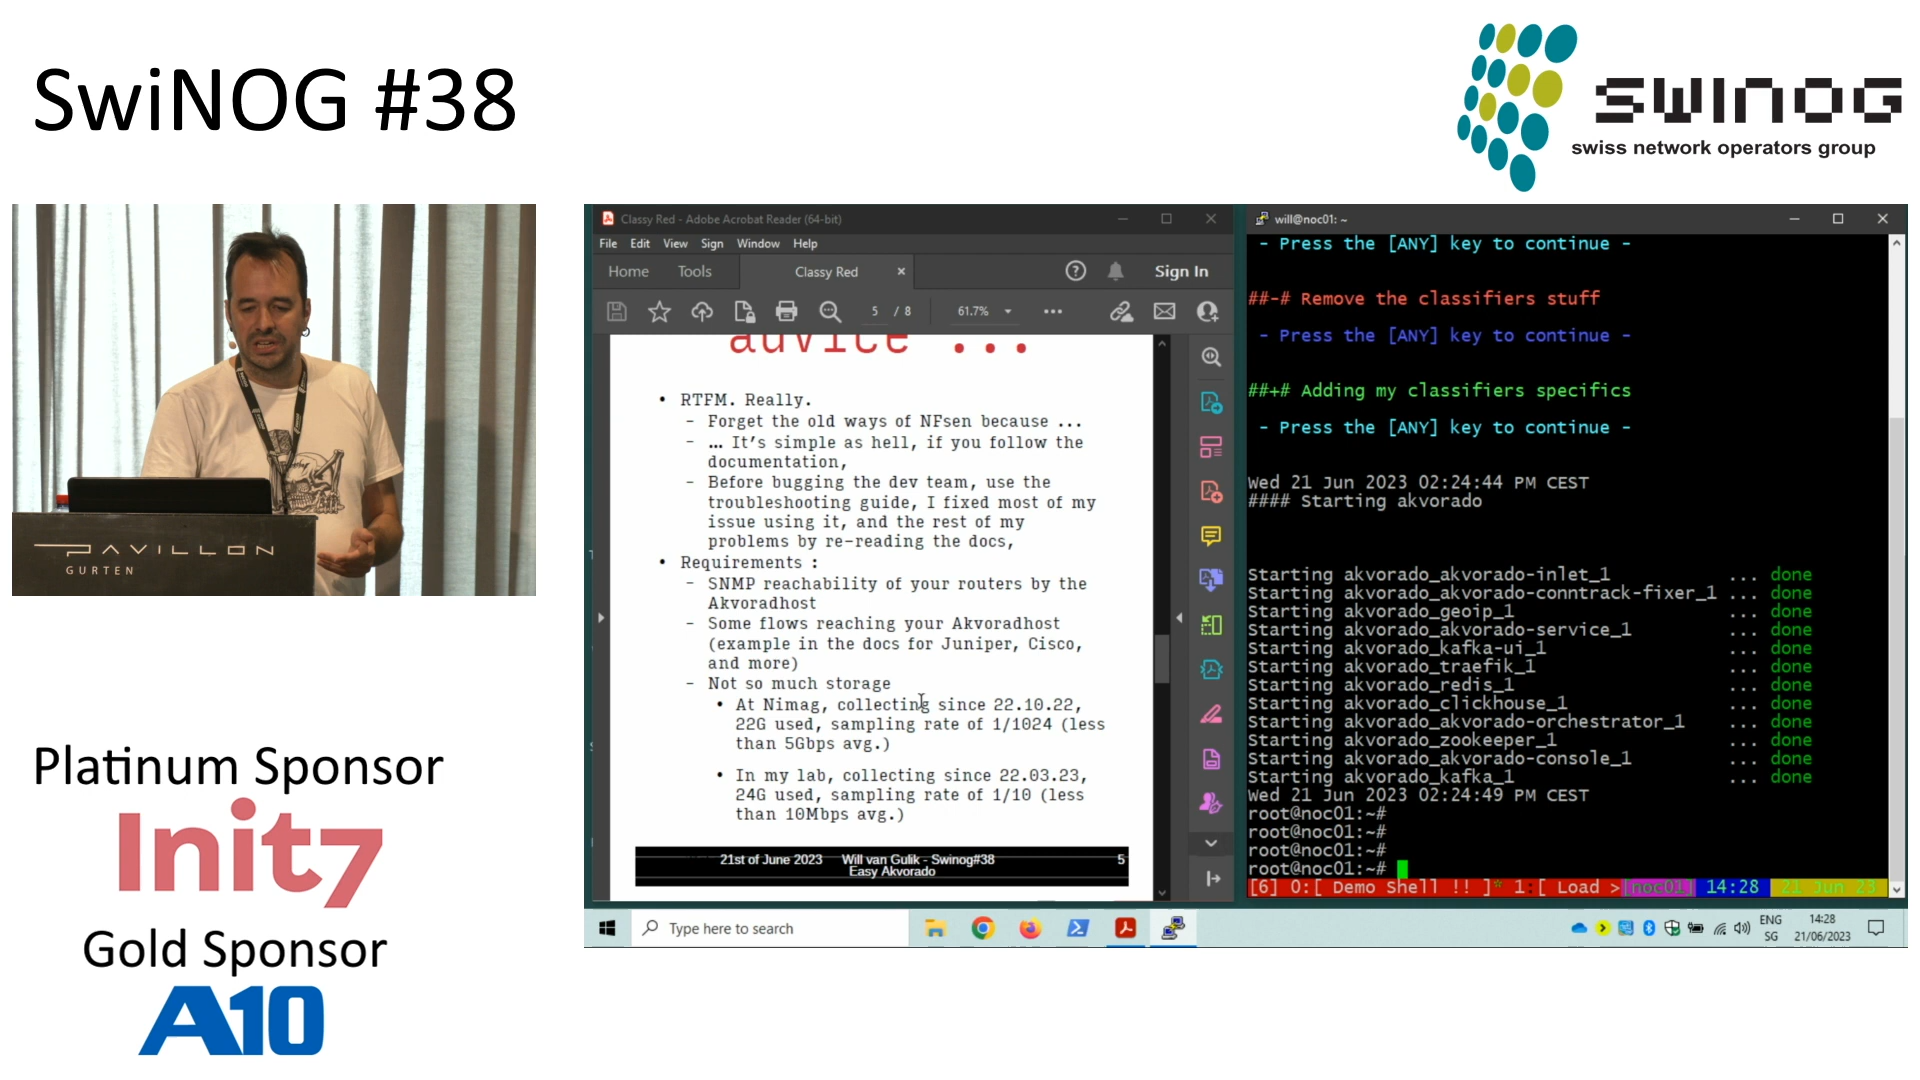 SwiNOG #38
SWINOG
swiss network operators group
PAVILLON
GURTEN
Platinum Sponsor
Init7
Gold Sponsor
A10
Classy Red - Adobe Acrobat Reader (64-bit)
File Edit View Sign Window Help
Home Tools Classy Red × ? Sign In
5 / 8 61.7%
advice ...
• RTFM. Really.
– Forget the old ways of NFsen because ...
– … It's simple as hell, if you follow the
documentation,
– Before bugging the dev team, use the
troubleshooting guide, I fixed most of my
issue using it, and the rest of my
problems by re-reading the docs,
• Requirements :
– SNMP reachability of your routers by the
Akvoradhost
– Some flows reaching your Akvoradhost
(example in the docs for Juniper, Cisco,
and more)
– Not so much storage
• At Nimag, collecting since 22.10.22,
22G used, sampling rate of 1/1024 (less
than 5Gbps avg.)
• In my lab, collecting since 22.03.23,
24G used, sampling rate of 1/10 (less
than 10Mbps avg.)
21st of June 2023 Will van Gulik - Swinog#38 5
Easy Akvorado
will@noc01: ~
- Press the [ANY] key to continue -
##-# Remove the classifiers stuff
- Press the [ANY] key to continue -
##+# Adding my classifiers specifics
- Press the [ANY] key to continue -
Wed 21 Jun 2023 02:24:44 PM CEST
#### Starting akvorado
Starting akvorado_akvorado-inlet_1 ... done
Starting akvorado_akvorado-conntrack-fixer_1 ... done
Starting akvorado_geoip_1 ... done
Starting akvorado_akvorado-service_1 ... done
Starting akvorado_kafka-ui_1 ... done
Starting akvorado_traefik_1 ... done
Starting akvorado_redis_1 ... done
Starting akvorado_clickhouse_1 ... done
Starting akvorado_akvorado-orchestrator_1 ... done
Starting akvorado_zookeeper_1 ... done
Starting akvorado_akvorado-console_1 ... done
Starting akvorado_kafka_1 ... done
Wed 21 Jun 2023 02:24:49 PM CEST
root@noc01:~#
root@noc01:~#
root@noc01:~#
root@noc01:~#
[6] 0:[ Demo Shell !! ]* 1:[ Load >[noc01] 14:28 21 Jun 23
Type here to search
ENG 14:28
SG 21/06/2023